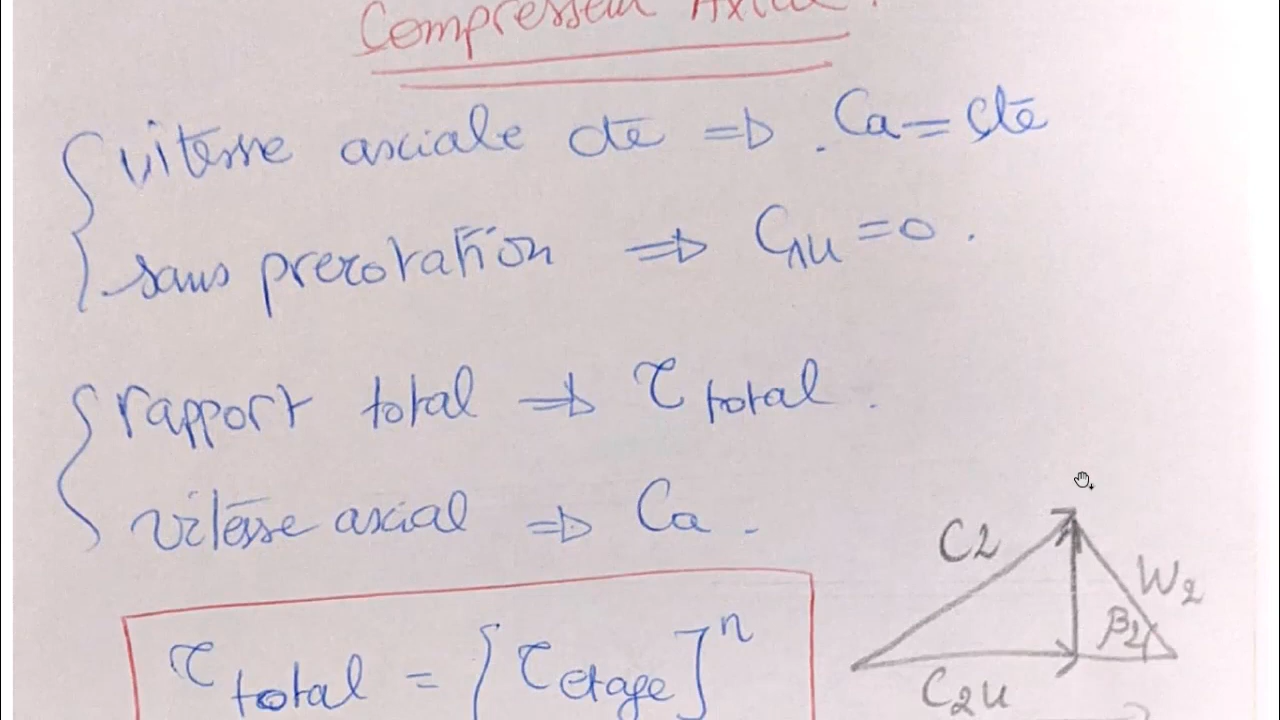 Compresseur Axial.
vitesse axiale cte => . Ca = Cte
sans prerotation => C1u = 0 .
rapport total => τ total .
vitesse axial => Ca .
τ total = [τ etage]^n
C2
W2
β2
C2u